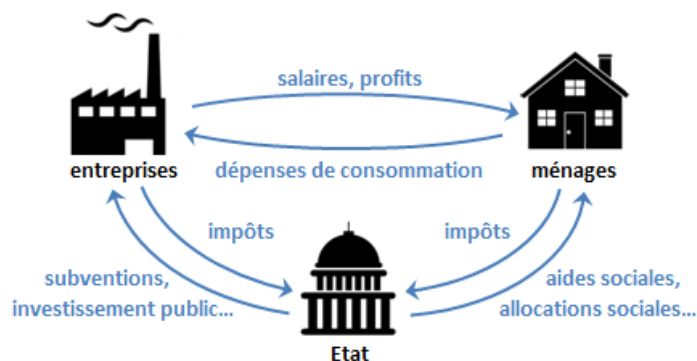 salaires, profits
entreprises
dépenses de consommation
ménages
impôts
impôts
subventions,
investissement public...
aides sociales,
allocations sociales...
Etat